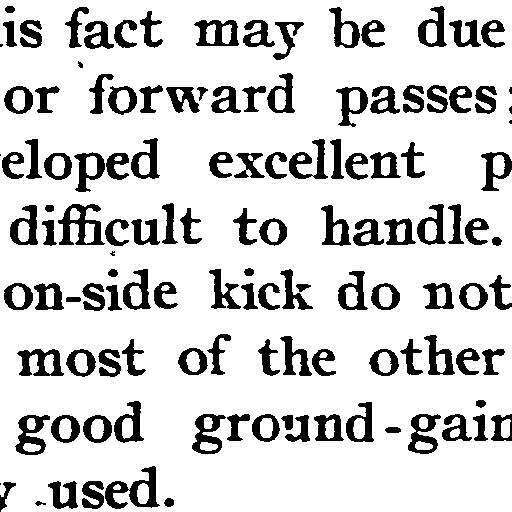 is fact may be due
or forward passes;
eloped excellent p
difficult to handle.
on-side kick do not
most of the other
good ground-gain
y used.